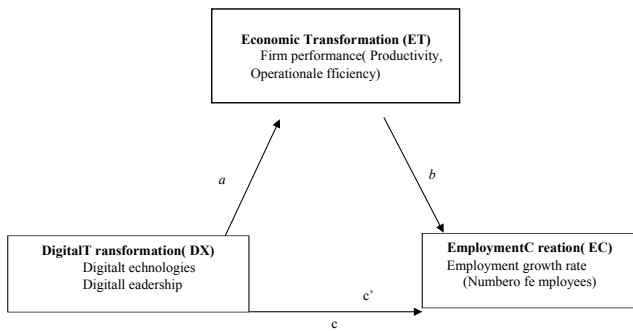 Economic Transformation (ET)
Firm performance( Productivity,
Operationale fficiency)
a
b
DigitalT ransformation( DX)
Digitalt echnologies
Digitall eadership
EmploymentC reation( EC)
Employment growth rate
(Numbero fe mployees)
c’
c